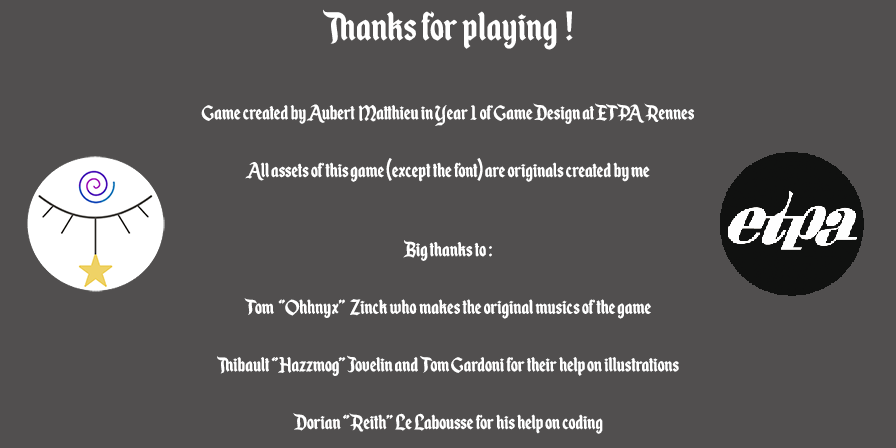 Thanks for playing !
Game created by Aubert Matthieu in Year 1 of Game Design at ETPA Rennes
All assets of this game (except the font) are originals created by me
etpa
Big thanks to :
Tom "Ohhnyx" Zinck who makes the original musics of the game
Thibault "Hazzmog" Jovelin and Tom Gardoni for their help on illustrations
Dorian "Reith" Le Labousse for his help on coding